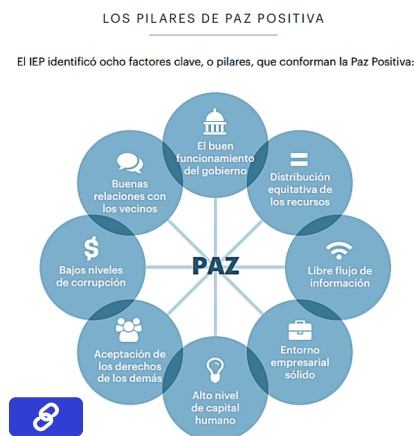 LOS PILARES DE PAZ POSITIVA
El IEP identificó ocho factores clave, o pilares, que conforman la Paz Positiva:
El buen
funcionamiento
del gobierno
Distribución
equitativa de
los recursos
Libre flujo de
información
Entorno
empresarial
sólido
Alto nivel
de capital
humano
Aceptación de
los derechos
de los demás
$
Bajos niveles
de corrupción
Buenas
relaciones con
los vecinos
PAZ